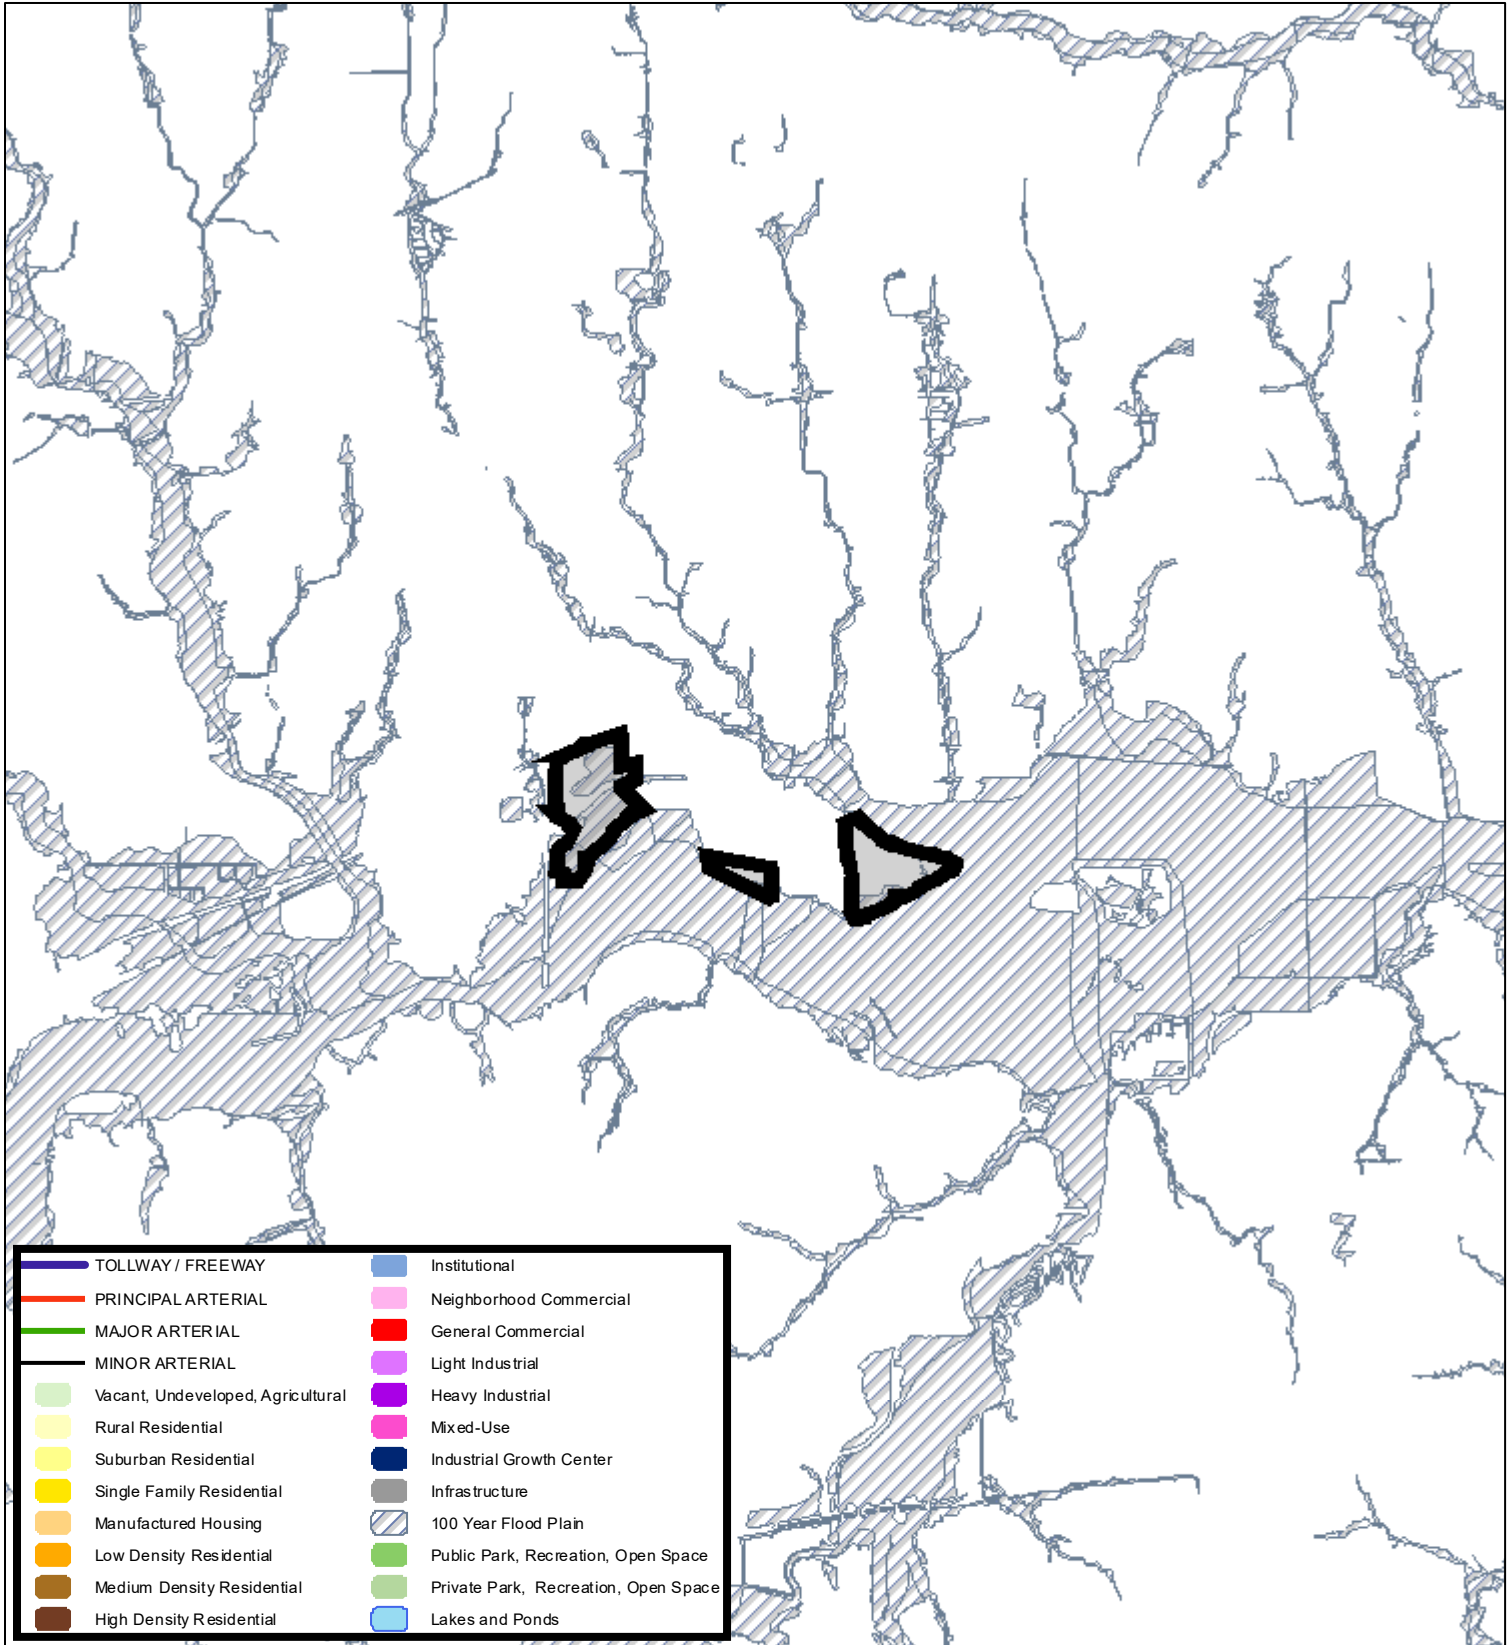 TOLLWAY / FREEWAY
PRINCIPAL ARTERIAL
MAJOR ARTERIAL
MINOR ARTERIAL
Vacant, Undeveloped, Agricultural
Rural Residential
Suburban Residential
Single Family Residential
Manufactured Housing
Low Density Residential
Medium Density Residential
High Density Residential
Institutional
Neighborhood Commercial
General Commercial
Light Industrial
Heavy Industrial
Mixed-Use
Industrial Growth Center
Infrastructure
100 Year Flood Plain
Public Park, Recreation, Open Space
Private Park, Recreation, Open Space
Lakes and Ponds